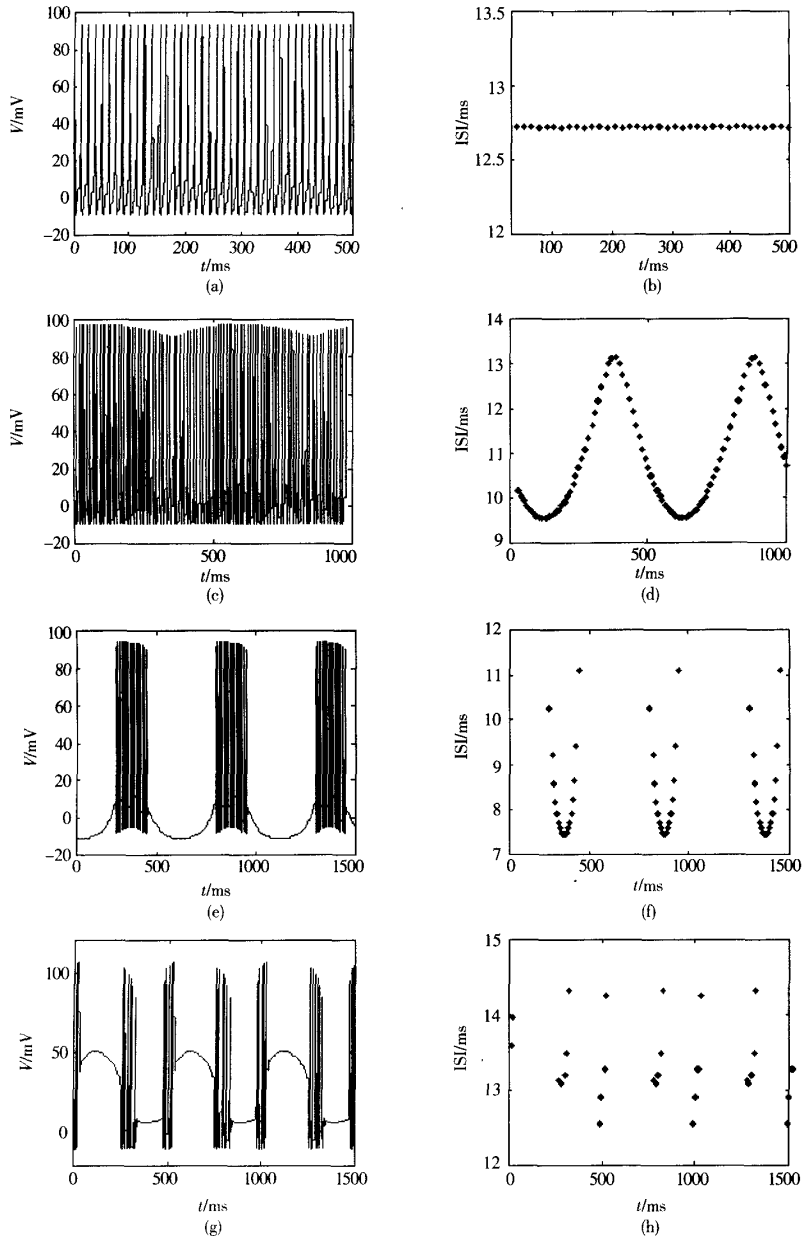 100
80
60
40
20
0
−20
V/mV
0 100 200 300 400 500
t/ms
(a)
13.5
13
12.5
12
ISI/ms
100 200 300 400 500
t/ms
(b)
100
80
60
40
20
0
−20
V/mV
0 500 1000
t/ms
(c)
14
13
12
11
10
9
ISI/ms
0 500 1000
t/ms
(d)
100
80
60
40
20
0
−20
V/mV
0 500 1000 1500
t/ms
(e)
12
11
10
9
8
7
ISI/ms
0 500 1000 1500
t/ms
(f)
100
50
0
V/mV
0 500 1000 1500
t/ms
(g)
15
14
13
12
ISI/ms
0 500 1000 1500
t/ms
(h)